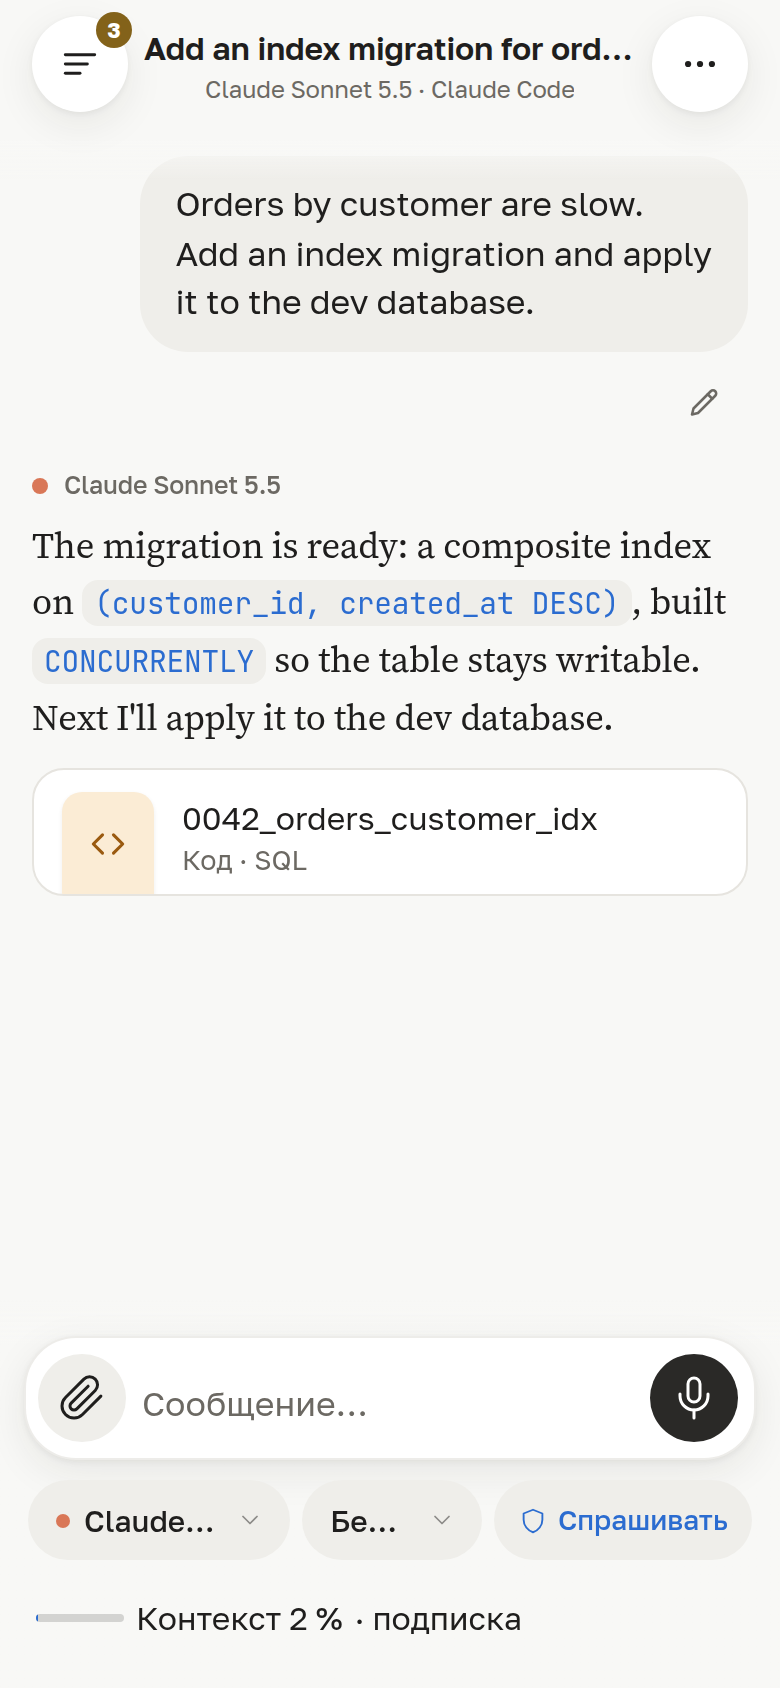 3
Add an index migration for ord...
Claude Sonnet 5.5 · Claude Code
Orders by customer are slow.
Add an index migration and apply
it to the dev database.
Claude Sonnet 5.5
The migration is ready: a composite index
on (customer_id, created_at DESC), built
CONCURRENTLY so the table stays writable.
Next I'll apply it to the dev database.
0042_orders_customer_idx
Код · SQL
Сообщение...
Claude...
Бе...
Спрашивать
Контекст 2 % · подписка